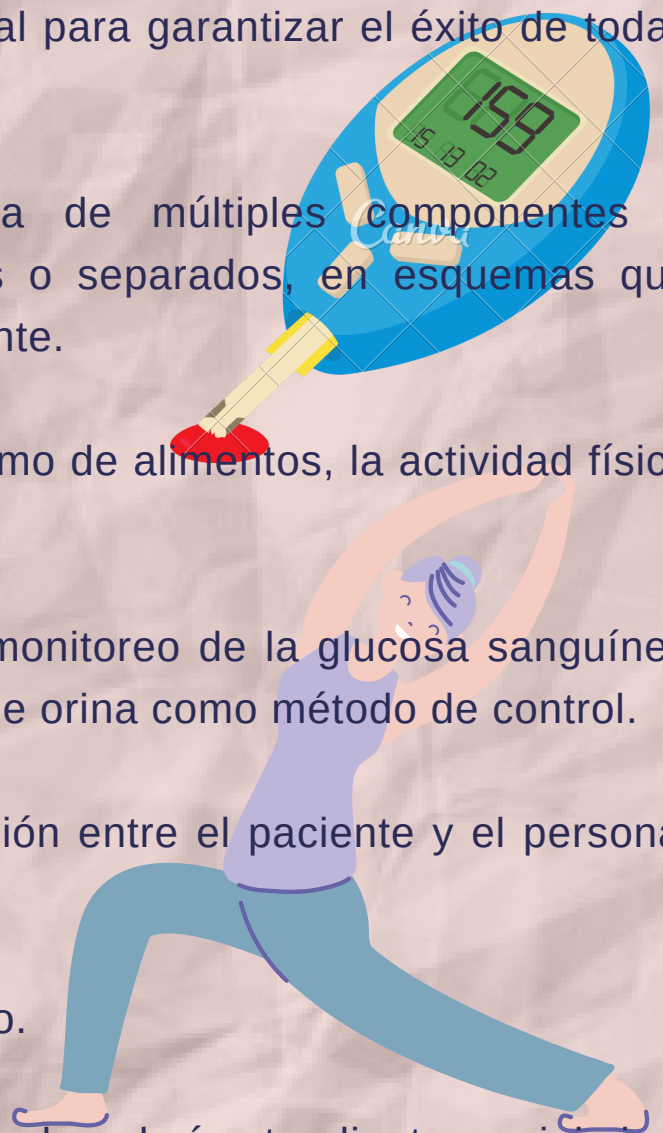 al para garantizar el éxito de toda
159
15 13 02
a de múltiples componentes
Canva
s o separados, en esquemas qu
nte.
mo de alimentos, la actividad físic
monitoreo de la glucosa sanguíne
e orina como método de control.
ión entre el paciente y el persona
o.